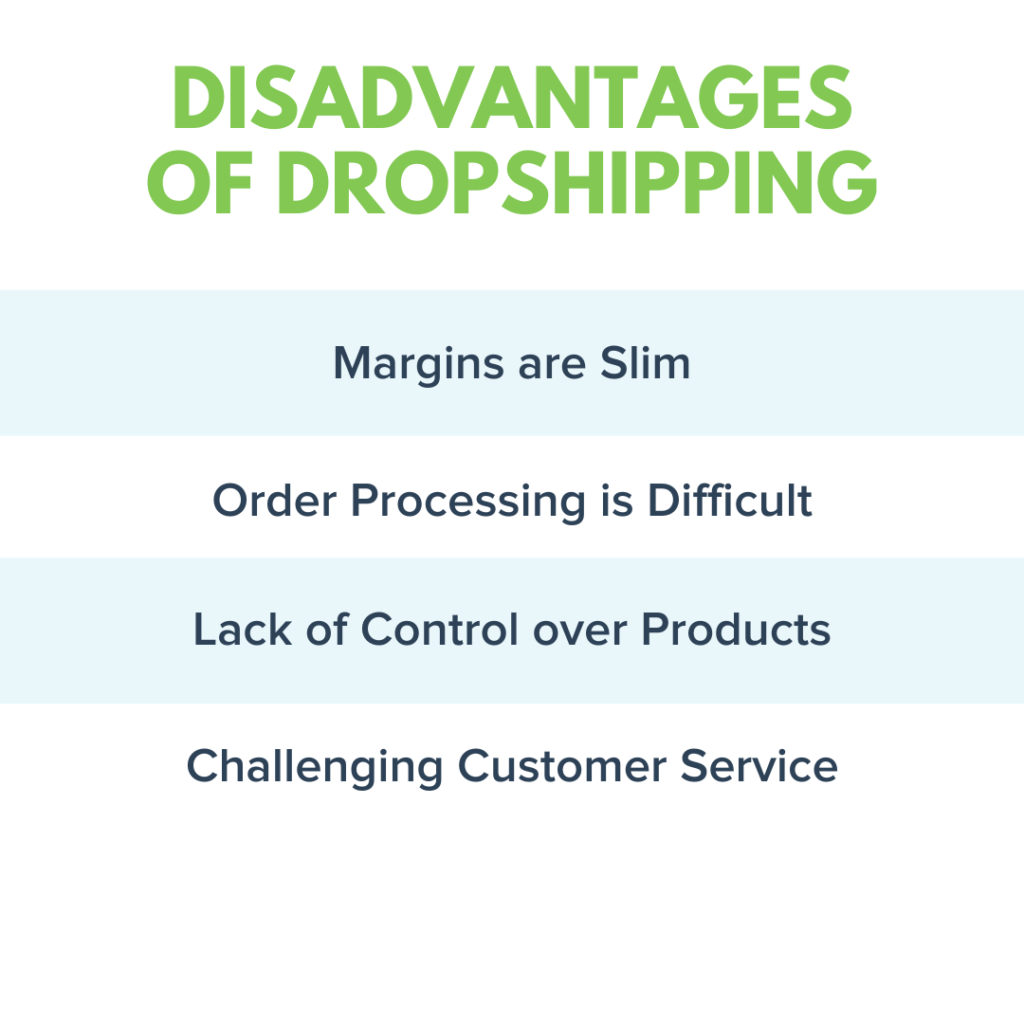 DISADVANTAGES
OF DROPSHIPPING
Margins are Slim
Order Processing is Difficult
Lack of Control over Products
Challenging Customer Service